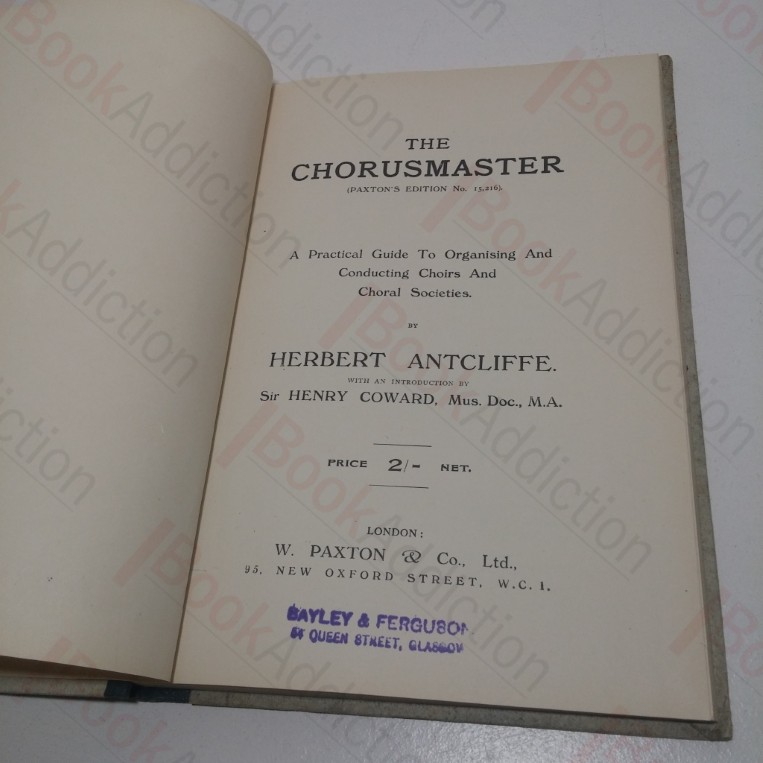 THE
CHORUSMASTER
(PAXTON'S EDITION No. 15,216).
A Practical Guide To Organising And
Conducting Choirs And
Choral Societies.
BY
HERBERT ANTCLIFFE.
WITH AN INTRODUCTION BY
Sir HENRY COWARD, Mus. Doc., M.A.
PRICE 2/- NET.
LONDON:
W. PAXTON & Co., Ltd.,
95, NEW OXFORD STREET, W.C. 1.
BAYLEY & FERGUSON
QUEEN STREET, GLASGOW
BookAddiction